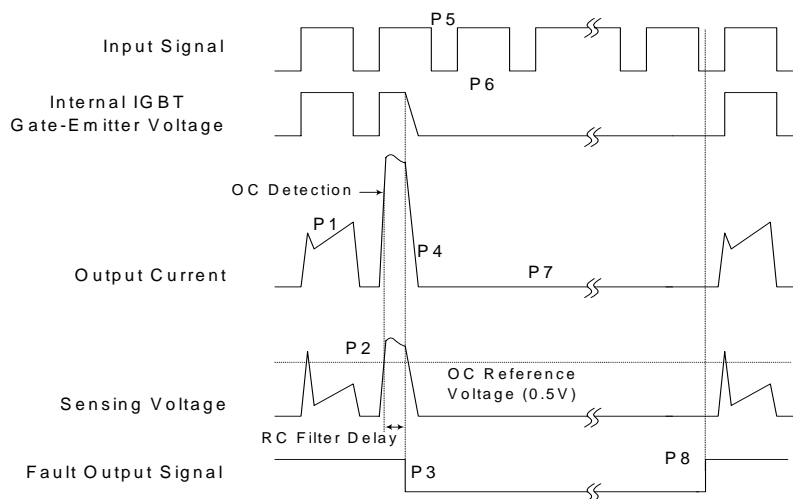 P5
Input Signal
P6
Internal IGBT
Gate-Emitter Voltage
OC Detection
P1
P4
Output Current
P7
P2
OC Reference
Voltage (0.5V)
Sensing Voltage
RC Filter Delay
P8
Fault Output Signal
P3